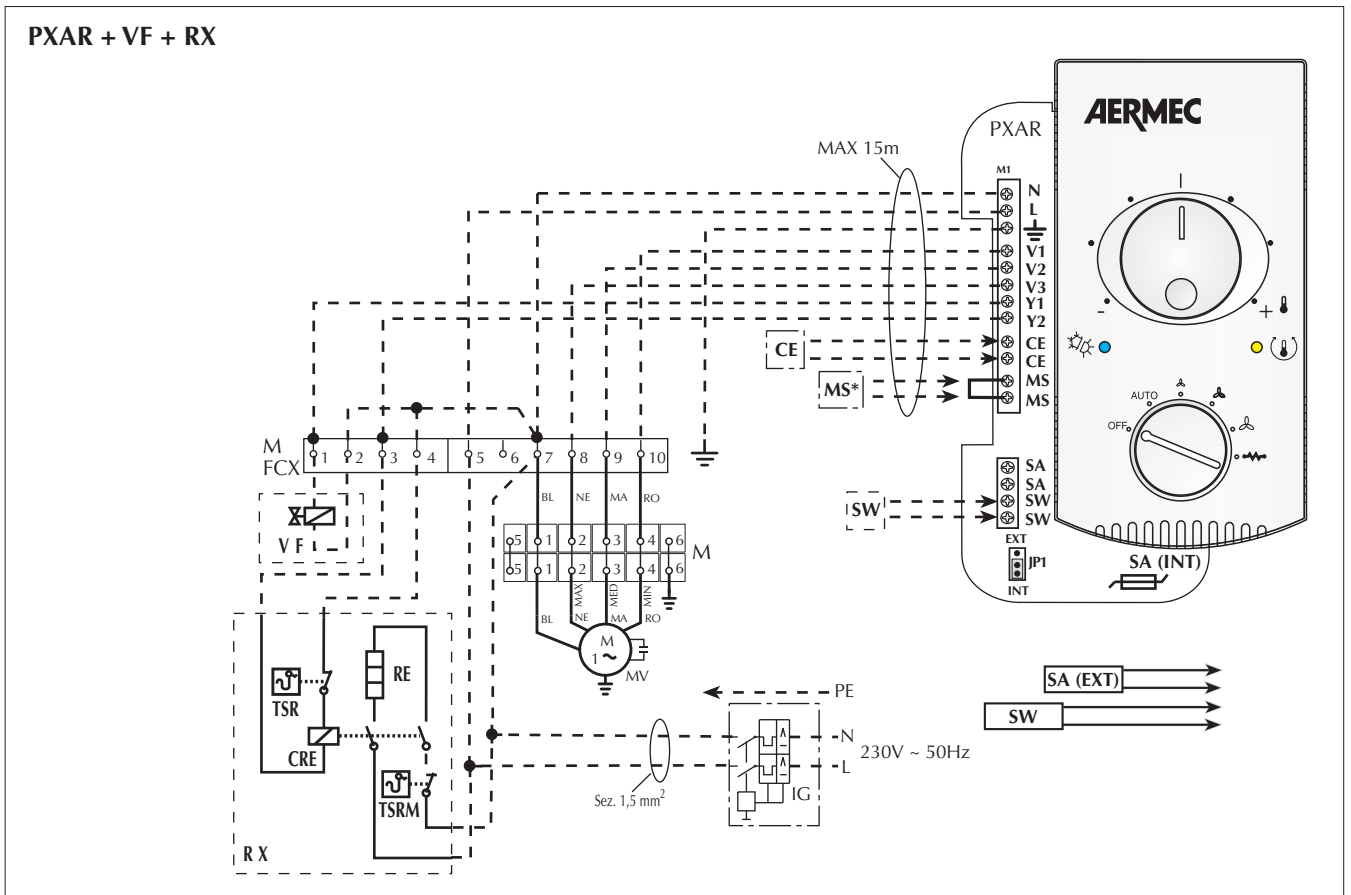 PXAR + VF + RX
AERMEC
PXAR
MAX 15m
M1
N
L
V1
V2
V3
Y1
Y2
CE
CE
MS
MS
CE
MS*
- +
AUTO
OFF
M
FCX
1 2 3 4 5 6 7 8 9 10
BL NE MA RO
VF
SW
SA
SA
SW
SW
EXT
JP1
INT
SA (INT)
5 1 2 3 4 6
M
5 1 2 3 4 6
MAX MED MIN
BL NE MA RO
M
1 ~
MV
RE
TSR
CRE
TSRM
R X
PE
N
230V ~ 50Hz
L
IG
Sez. 1,5 mm²
SA (EXT)
SW